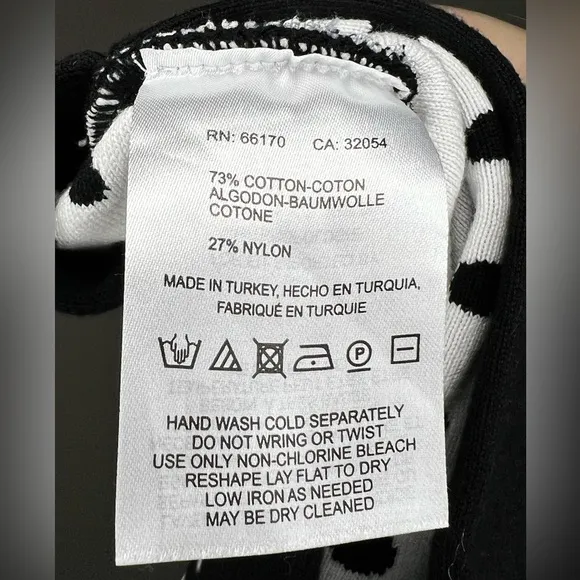 RN: 66170 CA: 32054
73% COTTON-COTON
ALGODON-BAUMWOLLE
COTONE
27% NYLON
MADE IN TURKEY, HECHO EN TURQUIA,
FABRIQUÉ EN TURQUIE
P
HAND WASH COLD SEPARATELY
DO NOT WRING OR TWIST
USE ONLY NON-CHLORINE BLEACH
RESHAPE LAY FLAT TO DRY
LOW IRON AS NEEDED
MAY BE DRY CLEANED